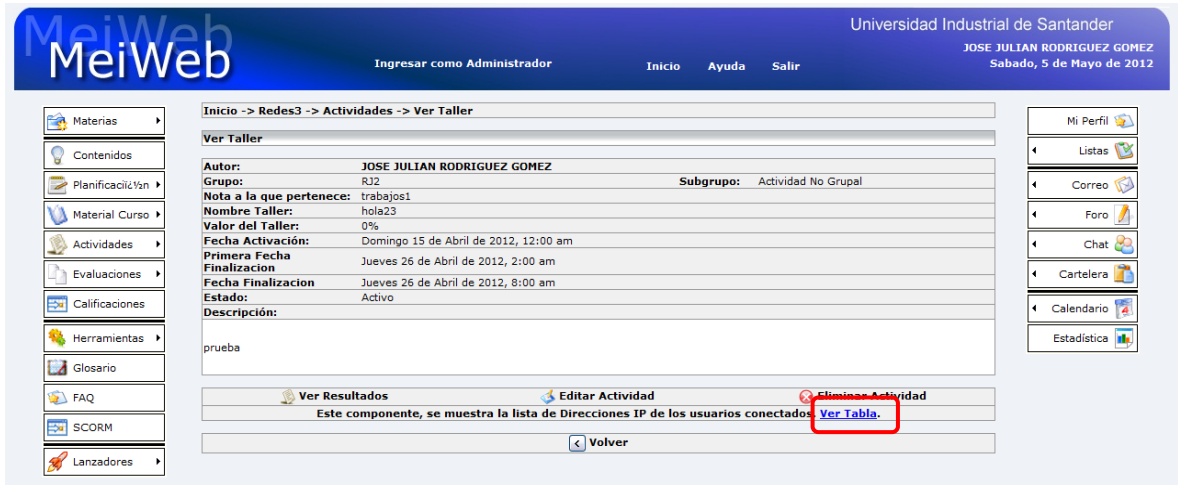 MeiWeb
MeiWeb
Universidad Industrial de Santander
JOSE JULIAN RODRIGUEZ GOMEZ
Sabado, 5 de Mayo de 2012
Ingresar como Administrador Inicio Ayuda Salir
Materias
Contenidos
Planificaciï¿½n
Material Curso
Actividades
Evaluaciones
Calificaciones
Herramientas
Glosario
FAQ
SCORM
Lanzadores
Inicio -> Redes3 -> Actividades -> Ver Taller
Ver Taller
Autor: JOSE JULIAN RODRIGUEZ GOMEZ
Grupo: RJ2 Subgrupo: Actividad No Grupal
Nota a la que pertenece: trabajos1
Nombre Taller: hola23
Valor del Taller: 0%
Fecha Activación: Domingo 15 de Abril de 2012, 12:00 am
Primera Fecha
Finalizacion Jueves 26 de Abril de 2012, 2:00 am
Fecha Finalizacion Jueves 26 de Abril de 2012, 8:00 am
Estado: Activo
Descripción:
prueba
Ver Resultados Editar Actividad Eliminar Actividad
Este componente, se muestra la lista de Direcciones IP de los usuarios conectados. Ver Tabla.
Volver
Mi Perfil
Listas
Correo
Foro
Chat
Cartelera
Calendario
Estadística